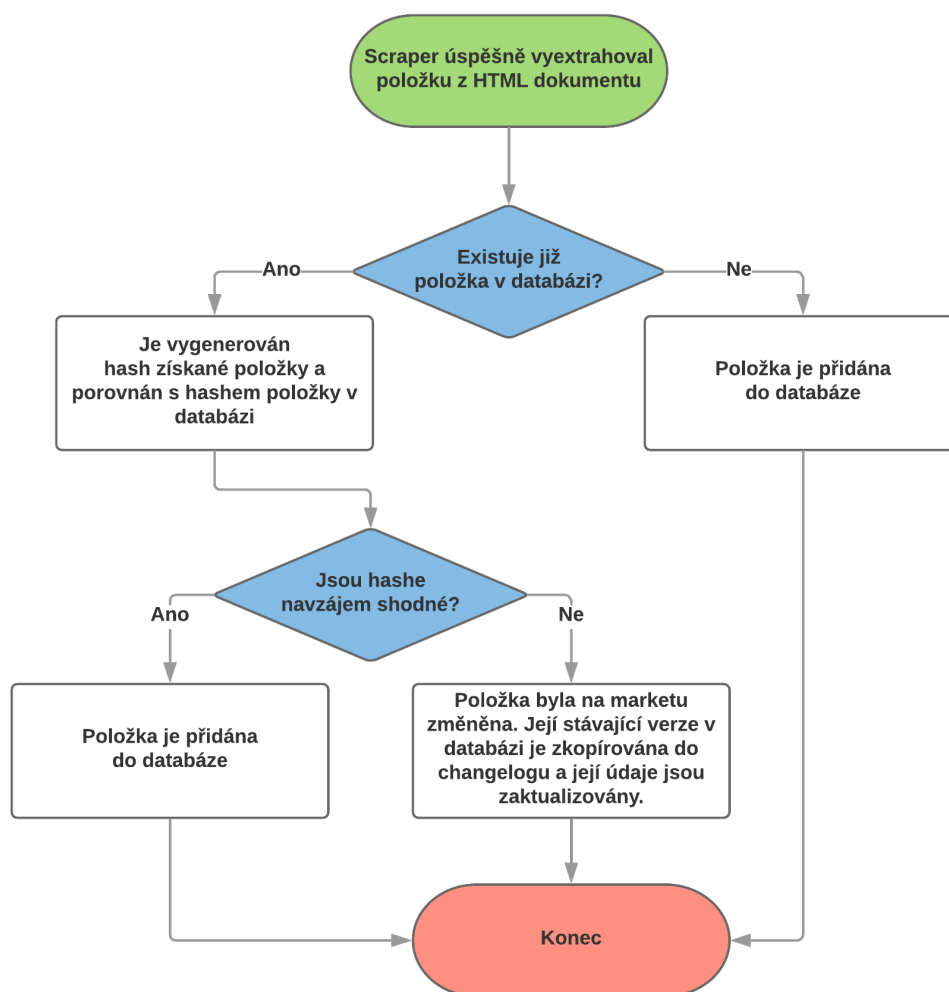 Scraper úspěšně vyextrahoval
položku z HTML dokumentu
Existuje již
položka v databázi?
Ano
Ne
Je vygenerován
hash získané položky a
porovnán s hashem položky v
databázi
Položka je přidána
do databáze
Jsou hashe
navzájem shodné?
Ano
Ne
Položka je přidána
do databáze
Položka byla na marketu
změněna. Její stávající verze v
databázi je zkopírována do
changelogu a její údaje jsou
zaktualizovány.
Konec